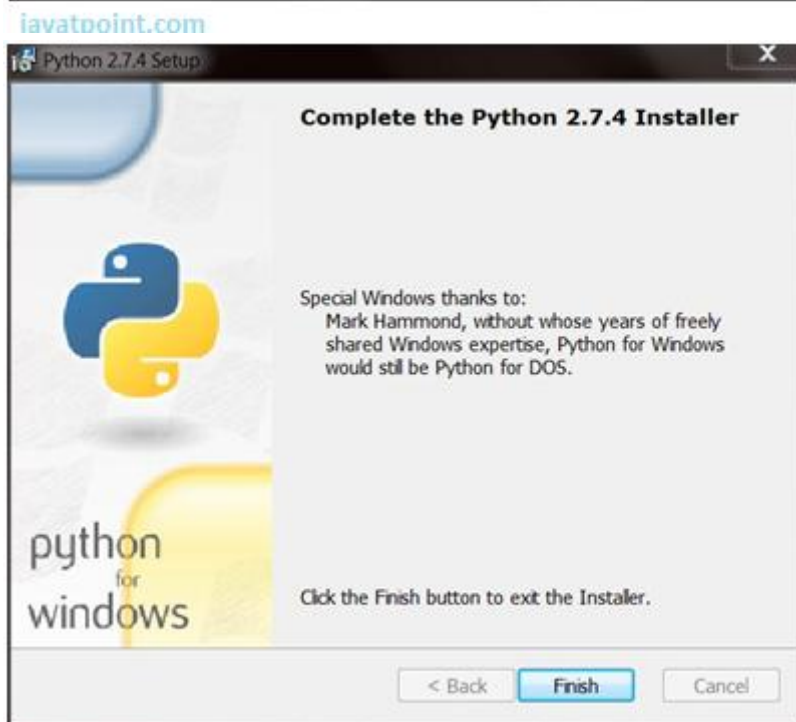 javatpoint.com
Python 2.7.4 Setup
Complete the Python 2.7.4 Installer
Special Windows thanks to:
Mark Hammond, without whose years of freely
shared Windows expertise, Python for Windows
would still be Python for DOS.
python
for
windows
Click the Finish button to exit the Installer.
< Back
Finish
Cancel